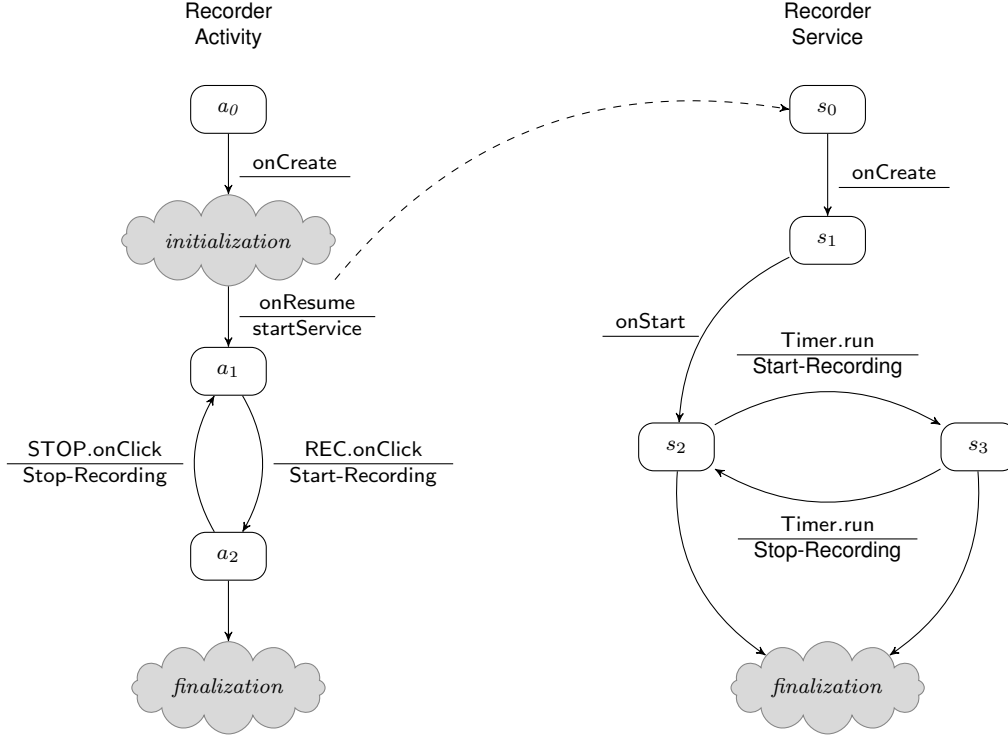 Recorder
Activity
a0
onCreate
initialization
onResume
startService
a1
STOP.onClick
Stop-Recording
REC.onClick
Start-Recording
a2
finalization
Recorder
Service
s0
onCreate
s1
onStart
Timer.run
Start-Recording
s2
s3
Timer.run
Stop-Recording
finalization